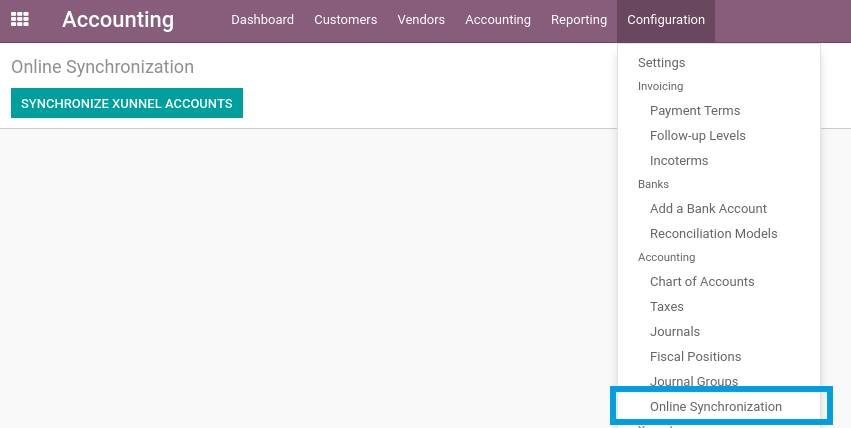 Accounting
Dashboard
Customers
Vendors
Accounting
Reporting
Configuration
Online Synchronization
SYNCHRONIZE XUNNEL ACCOUNTS
Settings
Invoicing
Payment Terms
Follow-up Levels
Incoterms
Banks
Add a Bank Account
Reconciliation Models
Accounting
Chart of Accounts
Taxes
Journals
Fiscal Positions
Journal Groups
Online Synchronization